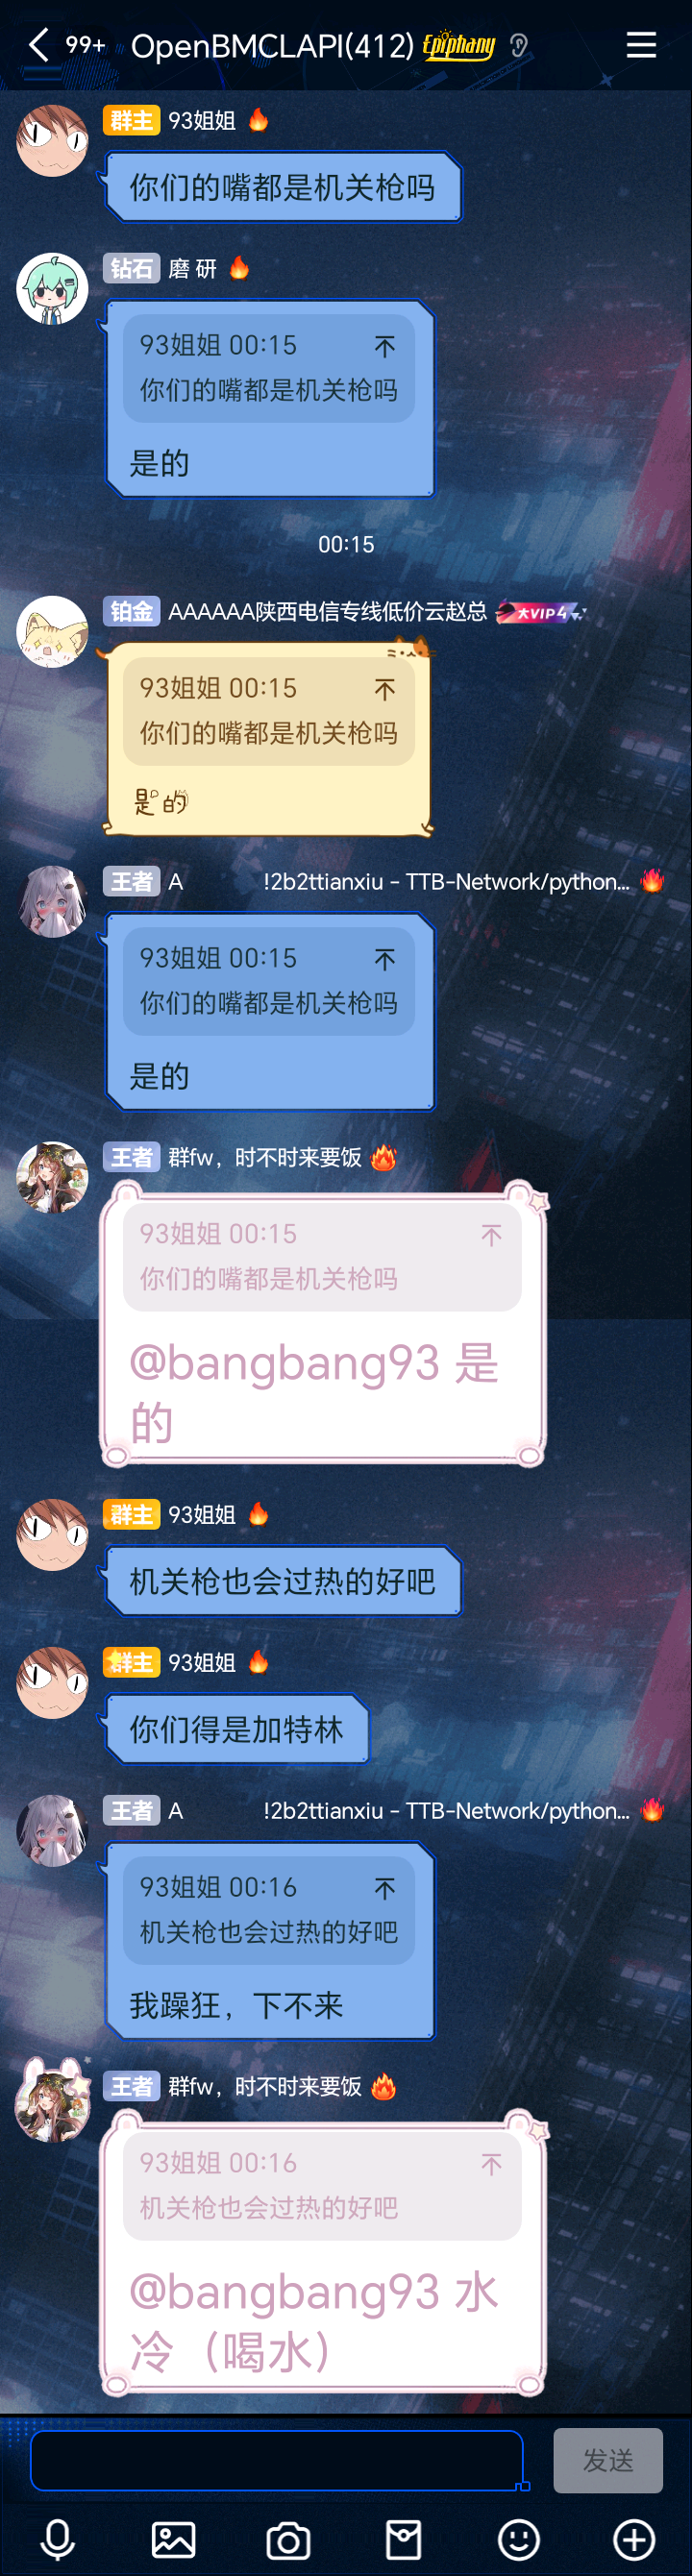 99+ OpenBMCLAPI(412) Epiphany
群主 93姐姐
你们的嘴都是机关枪吗
钻石 磨 研
93姐姐 00:15
你们的嘴都是机关枪吗
是的
00:15
铂金 AAAAAA陕西电信专线低价云赵总 大VIP4
93姐姐 00:15
你们的嘴都是机关枪吗
是的
王者 A !2b2ttianxiu - TTB-Network/python...
93姐姐 00:15
你们的嘴都是机关枪吗
是的
王者 群fw，时不时来要饭
93姐姐 00:15
你们的嘴都是机关枪吗
@bangbang93 是
的
群主 93姐姐
机关枪也会过热的好吧
群主 93姐姐
你们得是加特林
王者 A !2b2ttianxiu - TTB-Network/python...
93姐姐 00:16
机关枪也会过热的好吧
我躁狂，下不来
王者 群fw，时不时来要饭
93姐姐 00:16
机关枪也会过热的好吧
@bangbang93 水
冷（喝水）
发送